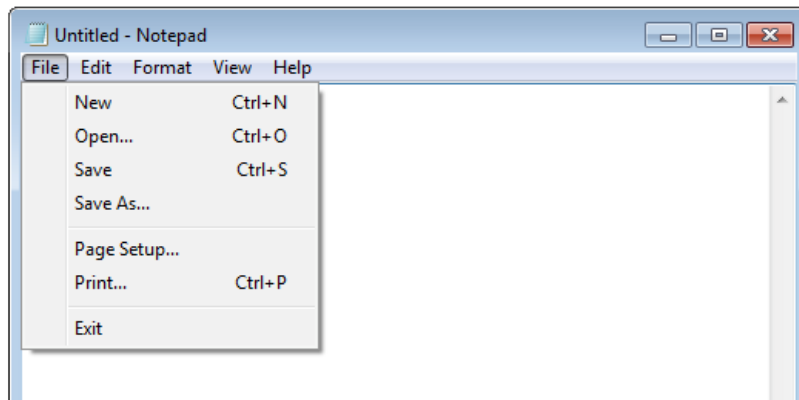 Untitled - Notepad
File Edit Format View Help
New Ctrl+N
Open... Ctrl+O
Save Ctrl+S
Save As...
Page Setup...
Print... Ctrl+P
Exit